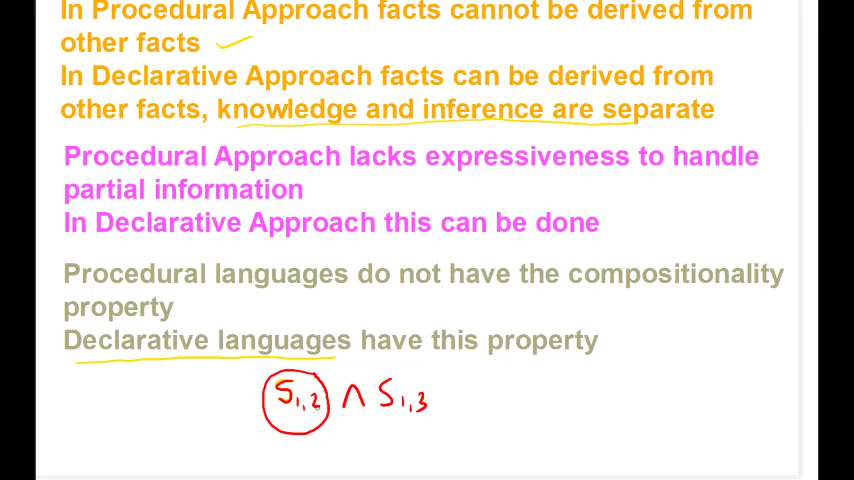 In Procedural Approach facts cannot be derived from
other facts
In Declarative Approach facts can be derived from
other facts, knowledge and inference are separate
Procedural Approach lacks expressiveness to handle
partial information
In Declarative Approach this can be done
Procedural languages do not have the compositionality
property
Declarative languages have this property
S1,2 ∧ S1,3